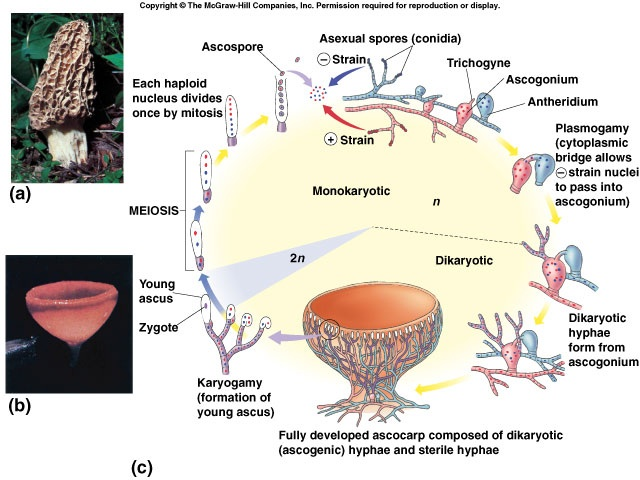 Copyright © The McGraw-Hill Companies, Inc. Permission required for reproduction or display.
Ascospore
Asexual spores (conidia)
− Strain
Trichogyne
Ascogonium
Antheridium
Each haploid
nucleus divides
once by mitosis
+ Strain
Plasmogamy
(cytoplasmic
bridge allows
− strain nuclei
to pass into
ascogonium)
(a)
Monokaryotic
n
MEIOSIS
2n
Dikaryotic
Young
ascus
Zygote
Dikaryotic
hyphae
form from
ascogonium
Karyogamy
(formation of
young ascus)
(b)
Fully developed ascocarp composed of dikaryotic
(ascogenic) hyphae and sterile hyphae
(c)